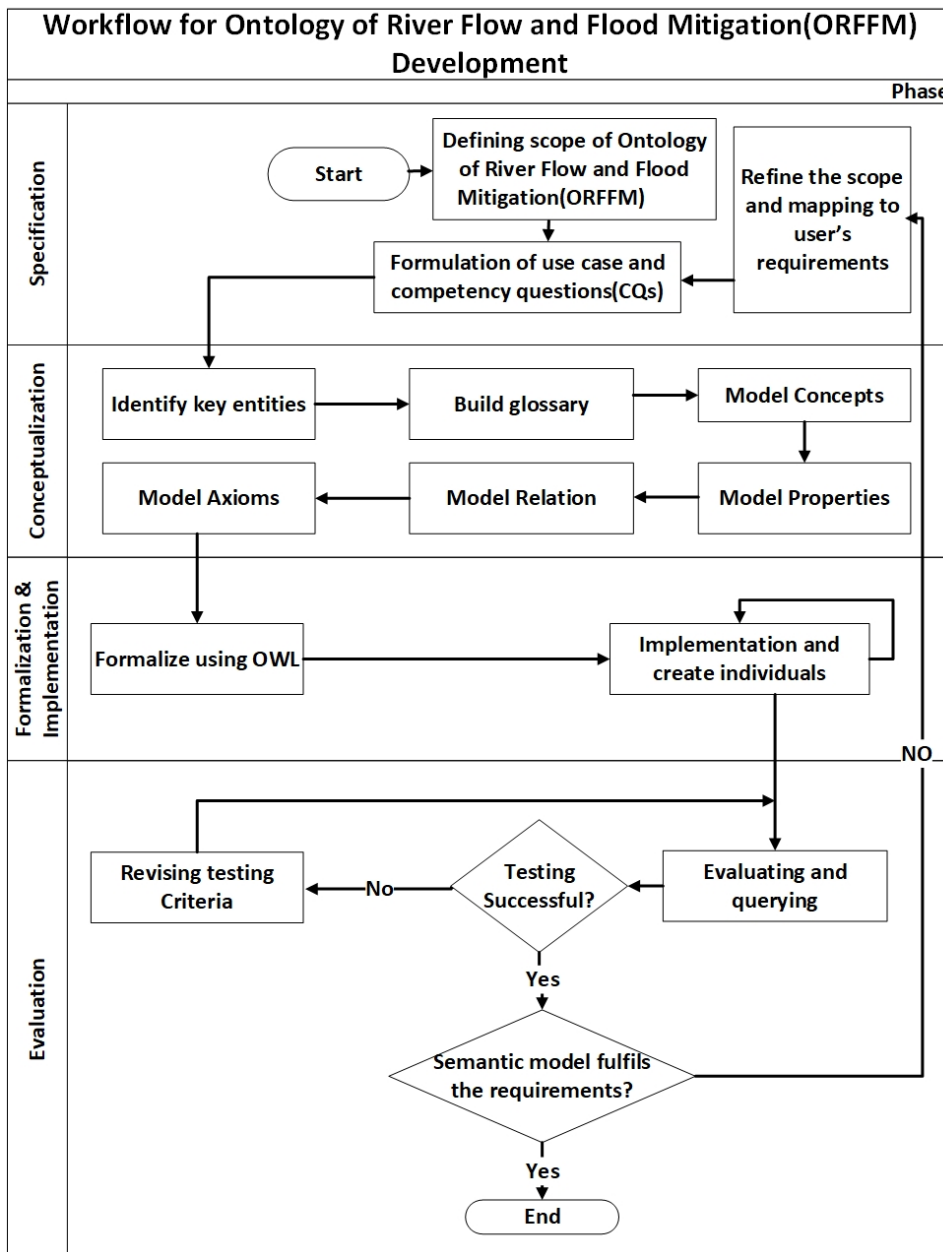 Workflow for Ontology of River Flow and Flood Mitigation(ORFFM)
Development
Phase
Specification
Start
Defining scope of Ontology
of River Flow and Flood
Mitigation(ORFFM)
Refine the scope
and mapping to
user's
requirements
Formulation of use case and
competency questions(CQs)
Conceptualization
Identify key entities
Build glossary
Model Concepts
Model Axioms
Model Relation
Model Properties
Formalization &
Implementation
Formalize using OWL
Implementation and
create individuals
NO
Evaluation
Revising testing
Criteria
No
Testing
Successful?
Evaluating and
querying
Yes
Semantic model fulfils
the requirements?
Yes
End